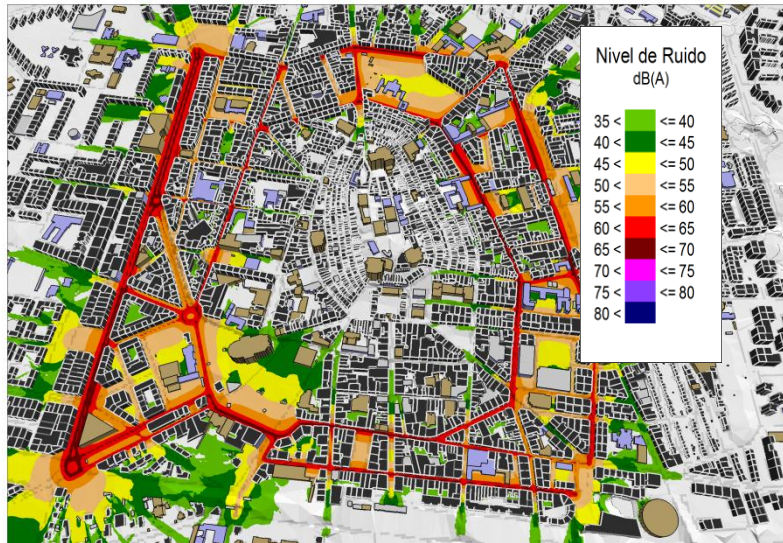 Nivel de Ruido
dB(A)
35 < <= 40
40 < <= 45
45 < <= 50
50 < <= 55
55 < <= 60
60 < <= 65
65 < <= 70
70 < <= 75
75 < <= 80
80 <